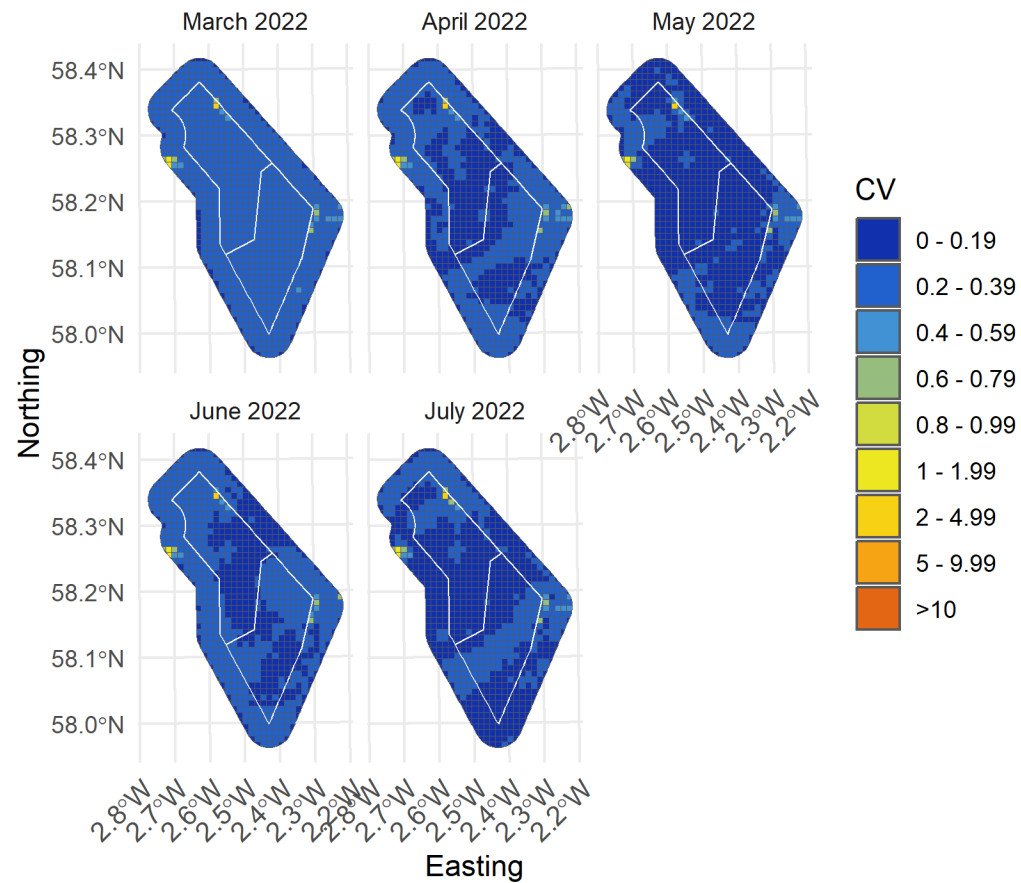 March 2022
April 2022
May 2022
58.4°N
58.3°N
58.2°N
58.1°N
58.0°N
2.8°W
2.7°W
2.6°W
2.5°W
2.4°W
2.3°W
2.2°W
June 2022
July 2022
58.4°N
58.3°N
58.2°N
58.1°N
58.0°N
2.8°W
2.7°W
2.6°W
2.5°W
2.4°W
2.3°W
2.2°W
2.8°W
2.7°W
2.6°W
2.5°W
2.4°W
2.3°W
2.2°W
Northing
Easting
CV
0 - 0.19
0.2 - 0.39
0.4 - 0.59
0.6 - 0.79
0.8 - 0.99
1 - 1.99
2 - 4.99
5 - 9.99
>10